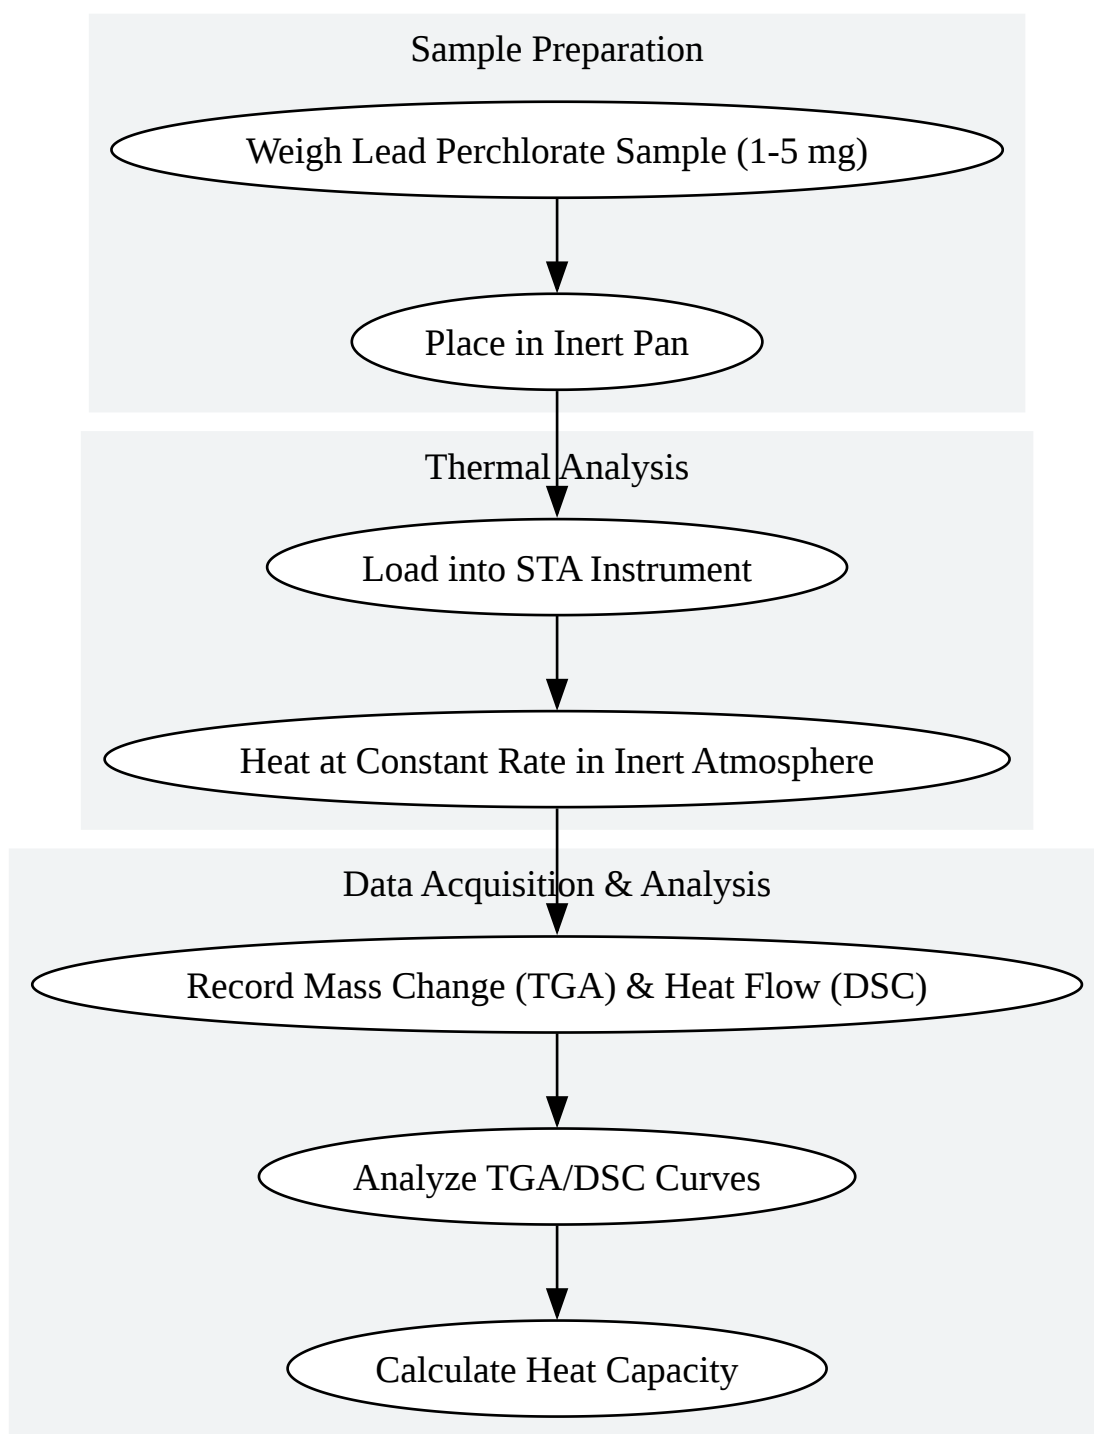 Sample Preparation
Weigh Lead Perchlorate Sample (1-5 mg)
Place in Inert Pan
Thermal Analysis
Load into STA Instrument
Heat at Constant Rate in Inert Atmosphere
Data Acquisition & Analysis
Record Mass Change (TGA) & Heat Flow (DSC)
Analyze TGA/DSC Curves
Calculate Heat Capacity